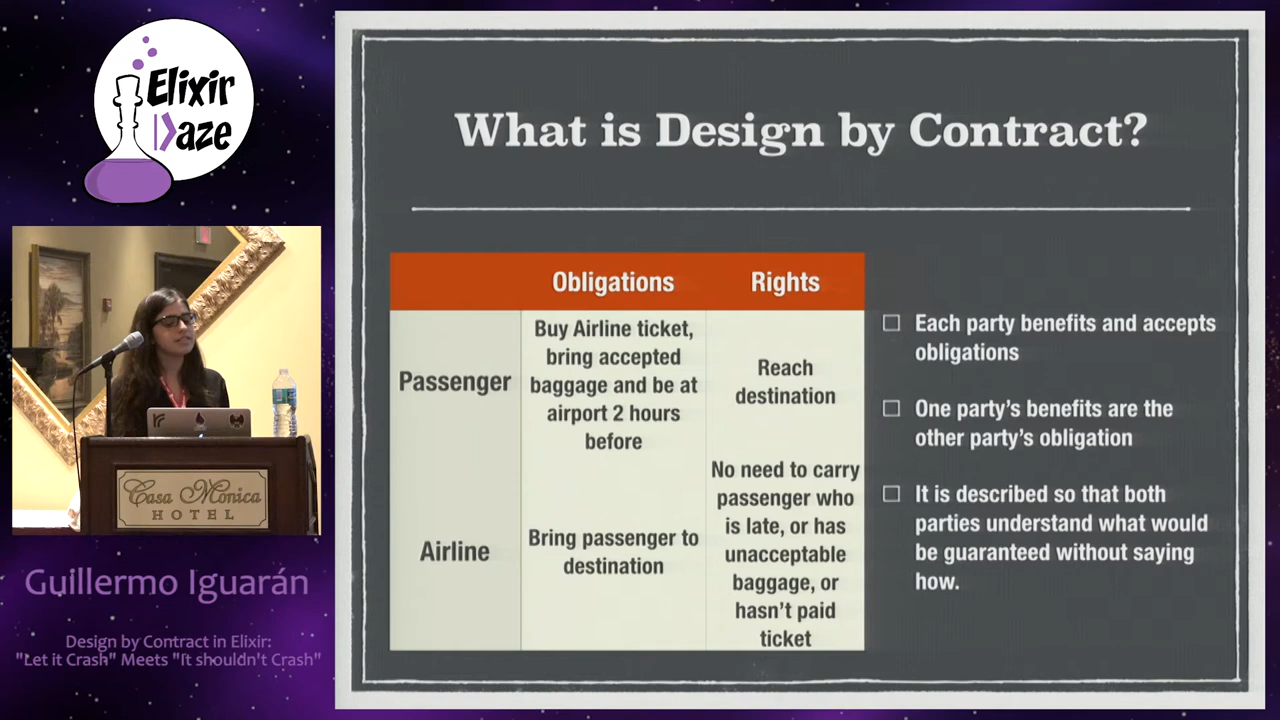 Elixir
Daze
Casa Monica
HOTEL
Guillermo Iguarán
Design by Contract in Elixir:
"Let it Crash" Meets "It shouldn't Crash"
What is Design by Contract?
Obligations
Rights
Passenger
Buy Airline ticket,
bring accepted
baggage and be at
airport 2 hours
before
Reach
destination
Airline
Bring passenger to
destination
No need to carry
passenger who
is late, or has
unacceptable
baggage, or
hasn't paid
ticket
Each party benefits and accepts
obligations
One party's benefits are the
other party's obligation
It is described so that both
parties understand what would
be guaranteed without saying
how.